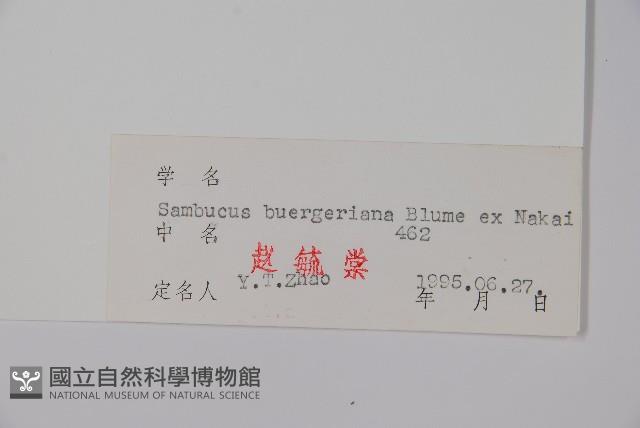 学 名
Sambucus buergeriana Blume ex Nakai
中 名 462
赵 毓 棠
定名人 Y.T.Zhao 1995.06.27.
年 月 日
國立自然科學博物館
NATIONAL MUSEUM OF NATURAL SCIENCE